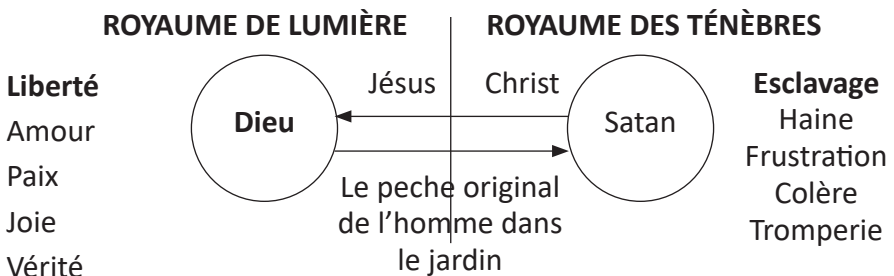 ROYAUME DE LUMIÈRE
ROYAUME DES TÉNÈBRES
Liberté
Amour
Paix
Joie
Vérité
Dieu
Jésus
Christ
Le peche original
de l'homme dans
le jardin
Satan
Esclavage
Haine
Frustration
Colère
Tromperie